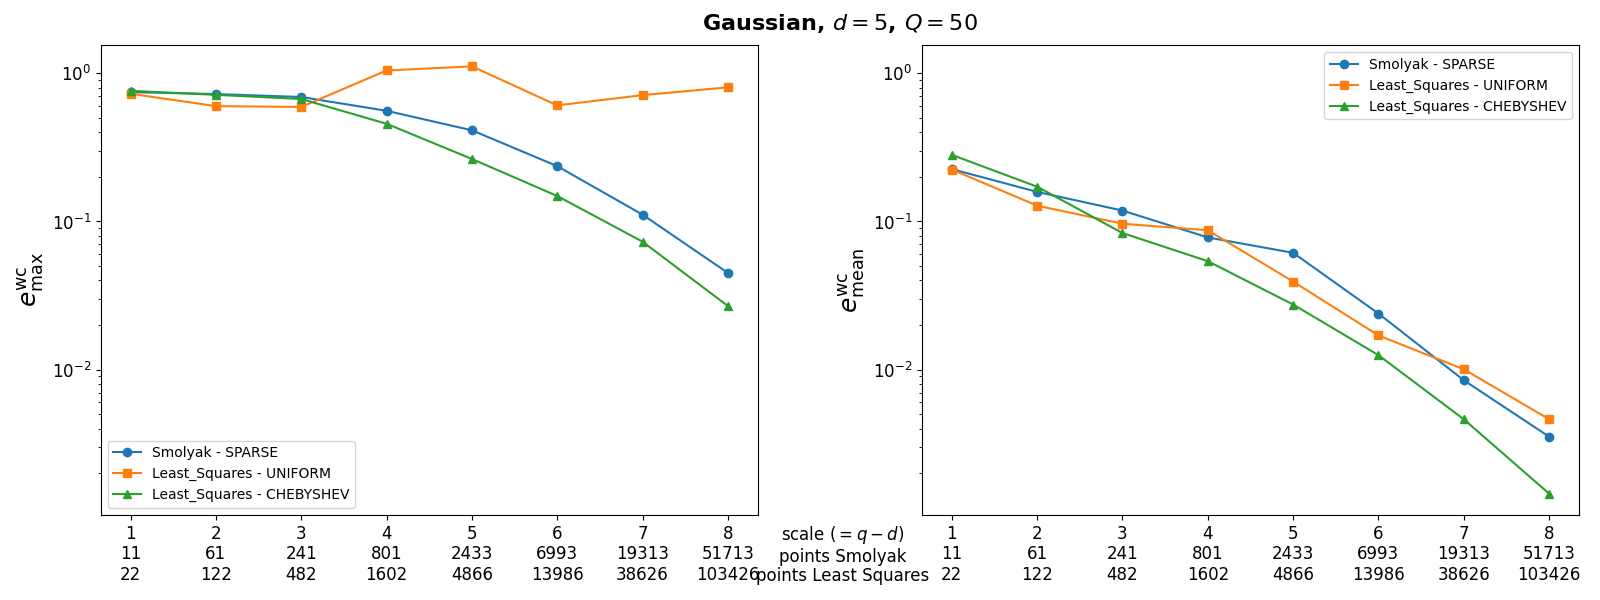 Gaussian, d = 5, Q = 50
10^0
10^-1
10^-2
e^wc_max
Smolyak - SPARSE
Least_Squares - UNIFORM
Least_Squares - CHEBYSHEV
10^0
10^-1
10^-2
e^wc_mean
Smolyak - SPARSE
Least_Squares - UNIFORM
Least_Squares - CHEBYSHEV
1 2 3 4 5 6 7 8 scale (= q − d) 1 2 3 4 5 6 7 8
11 61 241 801 2433 6993 19313 51713 points Smolyak 11 61 241 801 2433 6993 19313 51713
22 122 482 1602 4866 13986 38626 103426 points Least Squares 22 122 482 1602 4866 13986 38626 103426